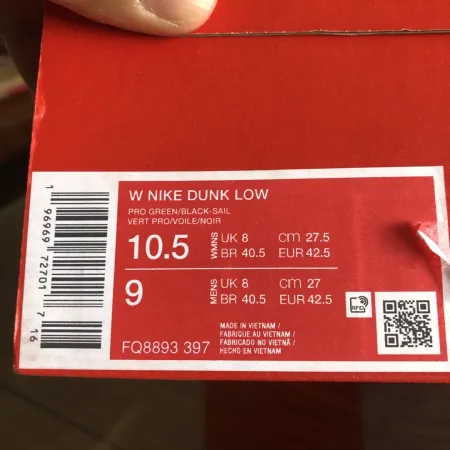 W NIKE DUNK LOW
PRO GREEN/BLACK-SAIL
VERT PRO/VOILE/NOIR
10.5 WMNS UK 8 cm 27.5
BR 40.5 EUR 42.5
9 MENS UK 8 cm 27
BR 40.5 EUR 42.5
RFID
MADE IN VIETNAM /
FABRIQUE AU VIETNAM /
FABRICADO NO VIETNÃ /
HECHO EN VIETNAM
FQ8893 397
1 96969 72701 7 16